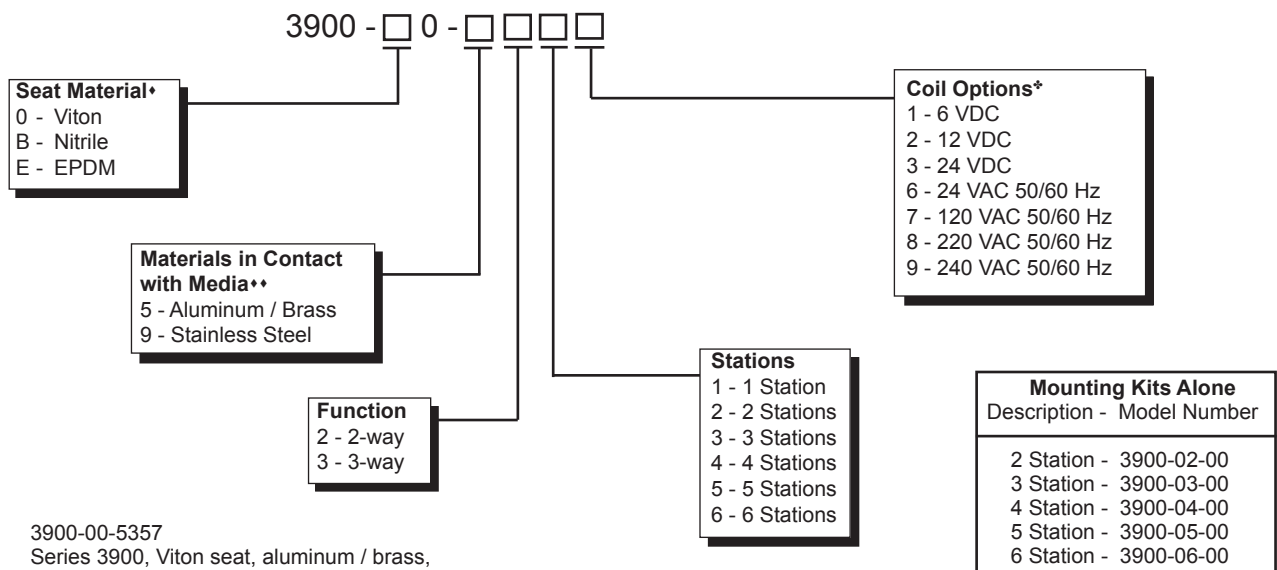 3900 - □ 0 - □ □ □ □
Seat Material♦
0 - Viton
B - Nitrile
E - EPDM
Materials in Contact
with Media♦♦
5 - Aluminum / Brass
9 - Stainless Steel
Function
2 - 2-way
3 - 3-way
Stations
1 - 1 Station
2 - 2 Stations
3 - 3 Stations
4 - 4 Stations
5 - 5 Stations
6 - 6 Stations
Coil Options✤
1 - 6 VDC
2 - 12 VDC
3 - 24 VDC
6 - 24 VAC 50/60 Hz
7 - 120 VAC 50/60 Hz
8 - 220 VAC 50/60 Hz
9 - 240 VAC 50/60 Hz
Mounting Kits Alone
Description - Model Number
2 Station - 3900-02-00
3 Station - 3900-03-00
4 Station - 3900-04-00
5 Station - 3900-05-00
6 Station - 3900-06-00
3900-00-5357
Series 3900, Viton seat, aluminum / brass,